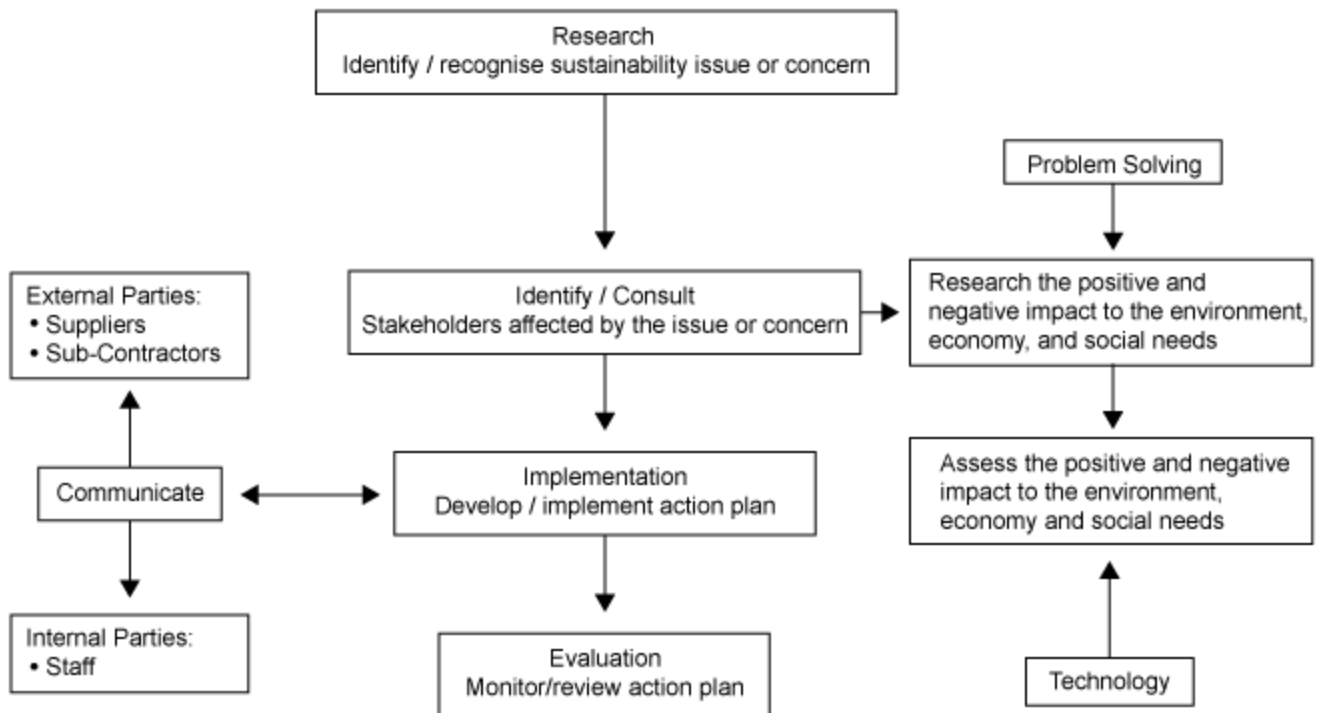 Research
Identify / recognise sustainability issue or concern
Problem Solving
External Parties:
• Suppliers
• Sub-Contractors
Identify / Consult
Stakeholders affected by the issue or concern
Research the positive and
negative impact to the environment,
economy, and social needs
Communicate
Implementation
Develop / implement action plan
Assess the positive and negative
impact to the environment,
economy and social needs
Internal Parties:
• Staff
Evaluation
Monitor/review action plan
Technology